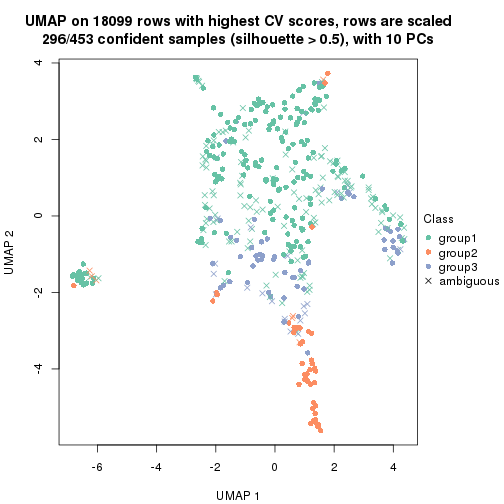 UMAP on 18099 rows with highest CV scores, rows are scaled
296/453 confident samples (silhouette > 0.5), with 10 PCs
4
2
0
-2
-4
UMAP 2
-6
-4
-2
0
2
4
UMAP 1
Class
group1
group2
group3
ambiguous